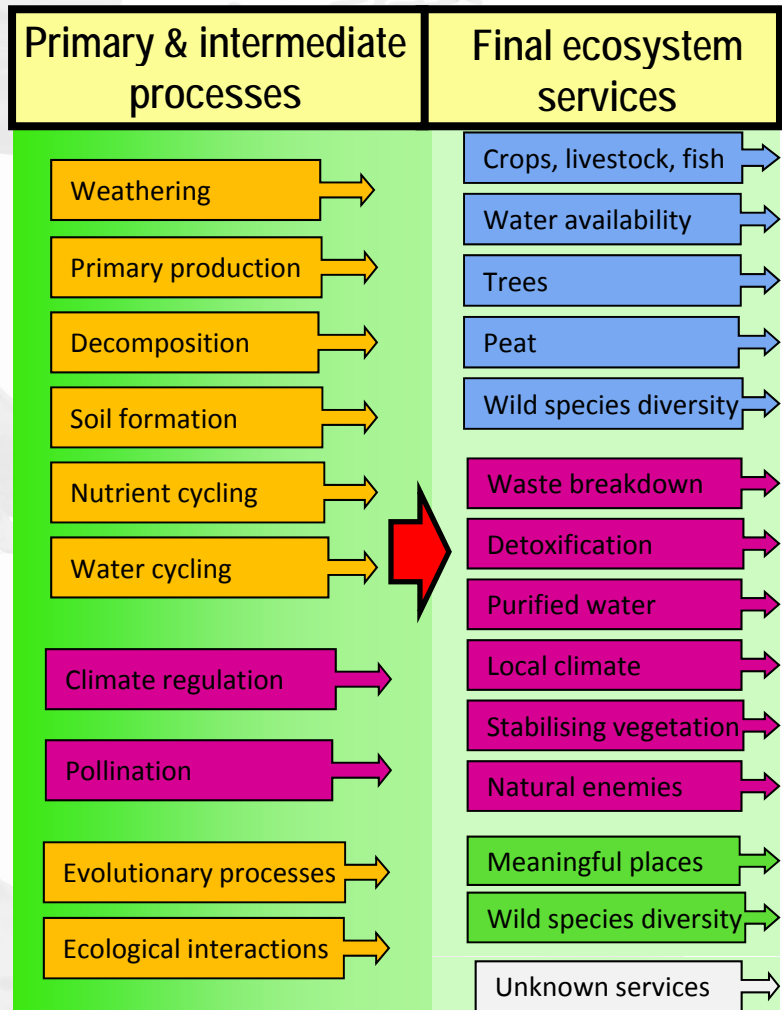 Primary & intermediate
processes
Final ecosystem
services
Weathering
Primary production
Decomposition
Soil formation
Nutrient cycling
Water cycling
Climate regulation
Pollination
Evolutionary processes
Ecological interactions
Crops, livestock, fish
Water availability
Trees
Peat
Wild species diversity
Waste breakdown
Detoxification
Purified water
Local climate
Stabilising vegetation
Natural enemies
Meaningful places
Wild species diversity
Unknown services